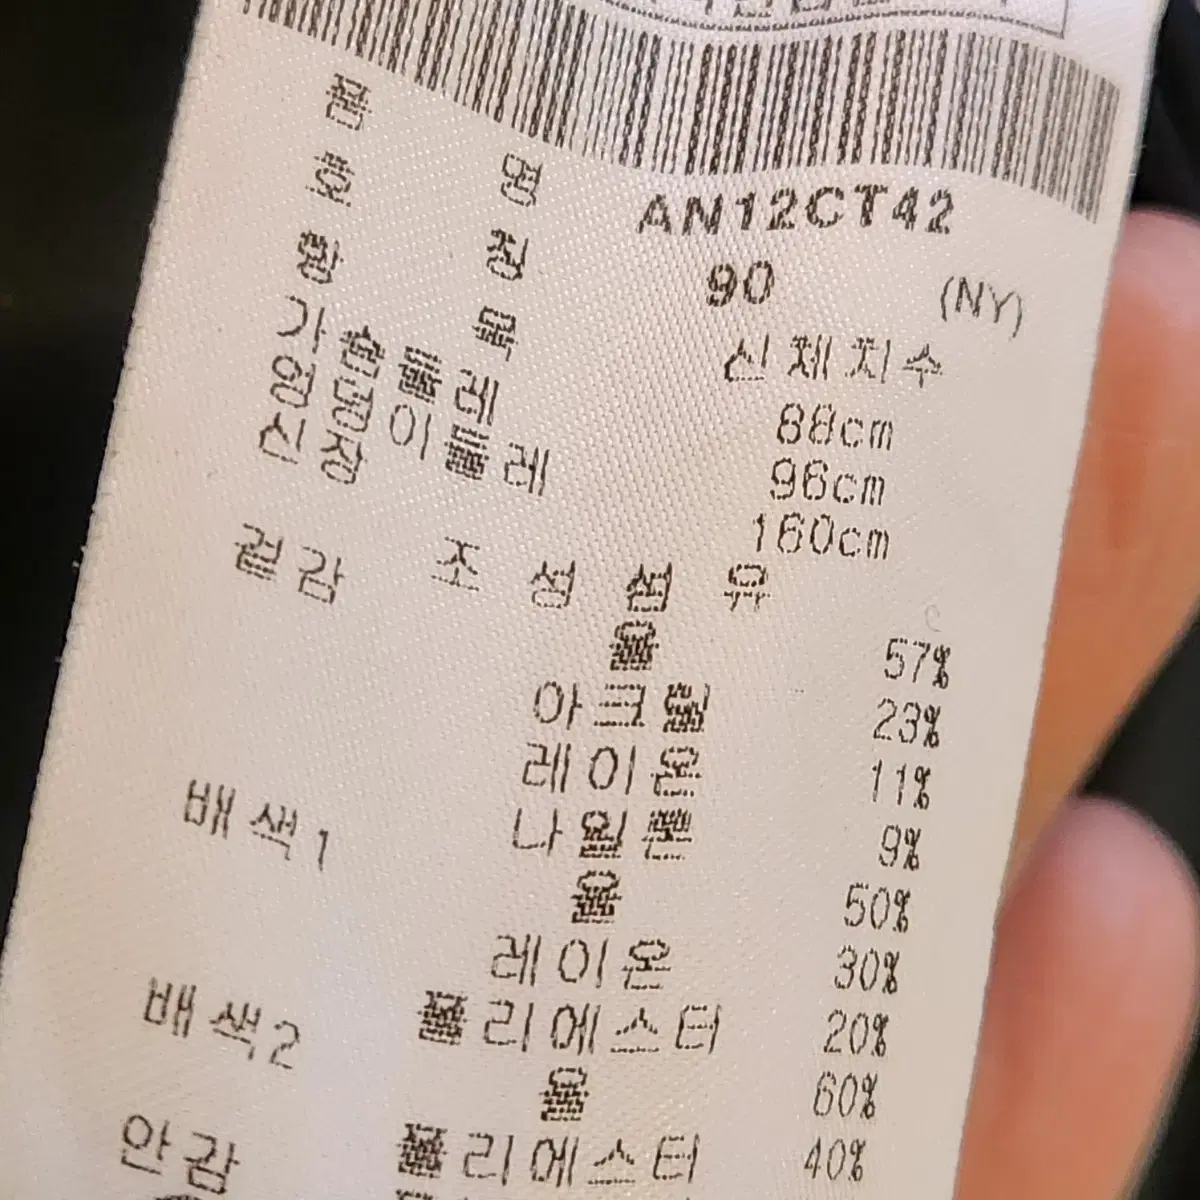 품 명 AN12CT42
호 칭 90 (NY)
항 목 신체지수
가슴둘레 88cm
엉덩이둘레 96cm
신장 160cm
조성섬유
겉감 울 57%
아크릴 23%
레이온 11%
나일론 9%
배색1 울 50%
레이온 30%
폴리에스터 20%
배색2 울 60%
폴리에스터 40%
안감